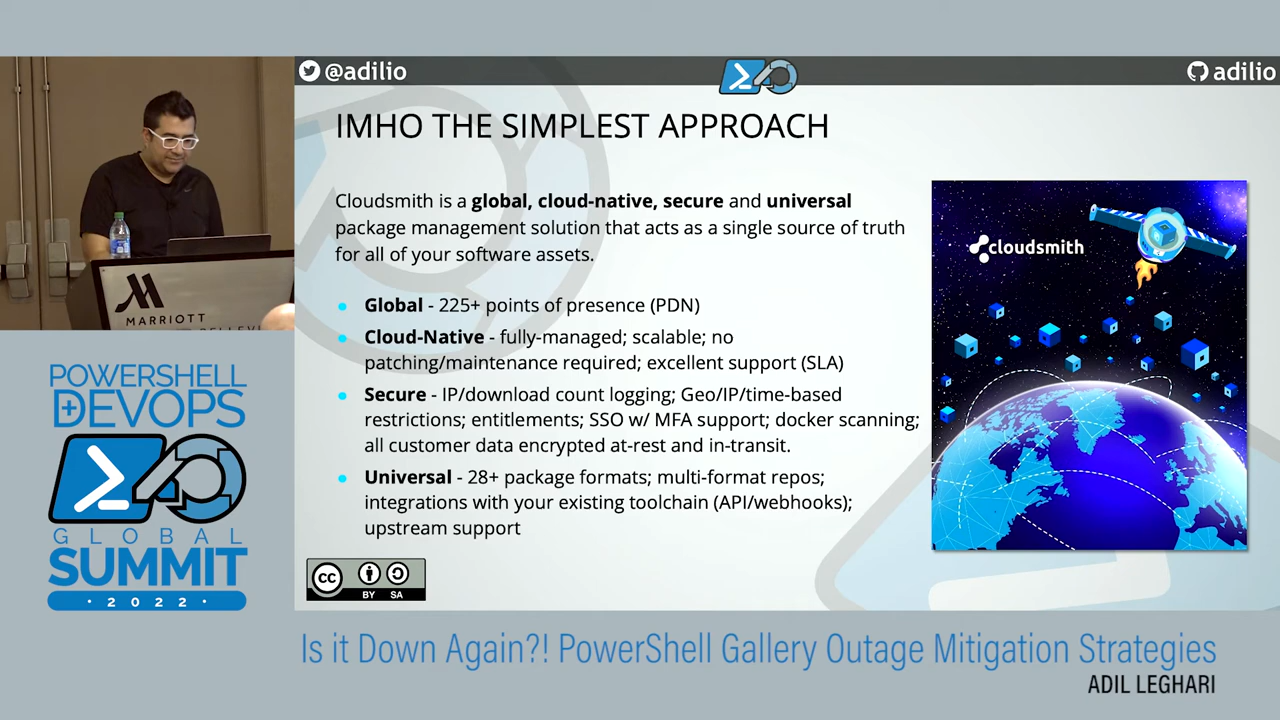 @adilio
adilio
IMHO THE SIMPLEST APPROACH
Cloudsmith is a global, cloud-native, secure and universal
package management solution that acts as a single source of truth
for all of your software assets.
Global - 225+ points of presence (PDN)
Cloud-Native - fully-managed; scalable; no
patching/maintenance required; excellent support (SLA)
Secure - IP/download count logging; Geo/IP/time-based
restrictions; entitlements; SSO w/ MFA support; docker scanning;
all customer data encrypted at-rest and in-transit.
Universal - 28+ package formats; multi-format repos;
integrations with your existing toolchain (API/webhooks);
upstream support
cloudsmith
CC BY SA
MARRIOTT
POWERSHELL
+DEVOPS
GLOBAL
SUMMIT
· 2022 ·
Is it Down Again?! PowerShell Gallery Outage Mitigation Strategies
ADIL LEGHARI